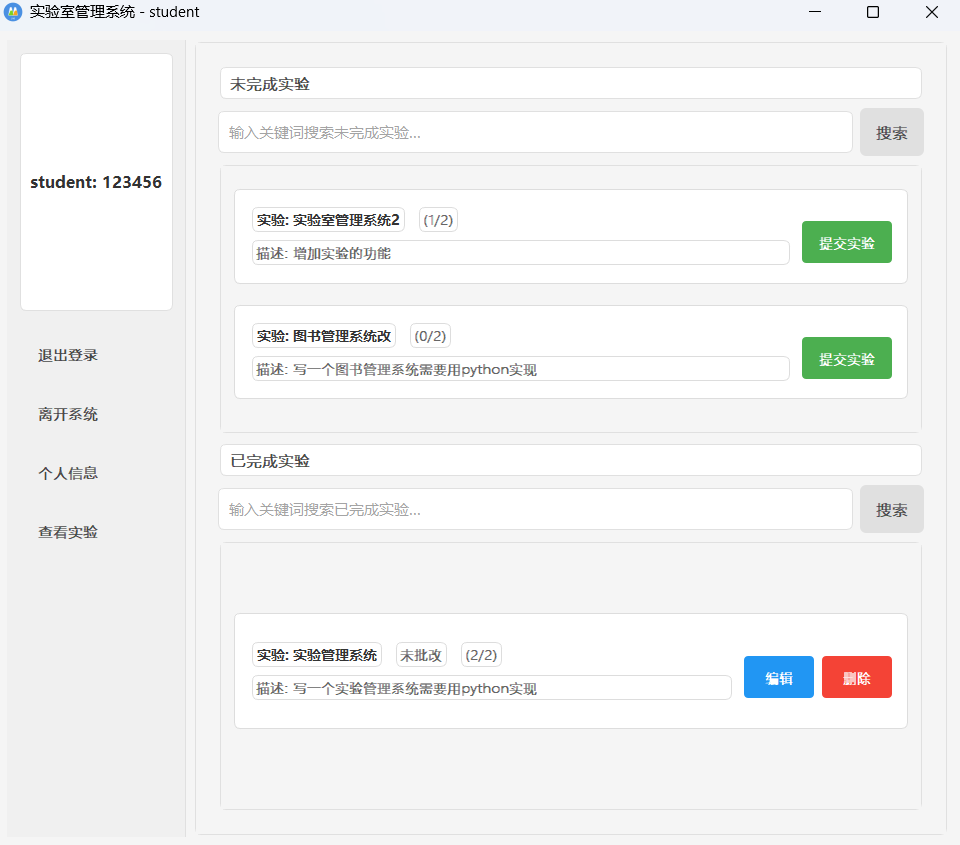 实验室管理系统 - student
student: 123456
退出登录
离开系统
个人信息
查看实验
未完成实验
输入关键词搜索未完成实验... 搜索
实验: 实验室管理系统2 (1/2)
描述: 增加实验的功能
提交实验
实验: 图书管理系统改 (0/2)
描述: 写一个图书管理系统需要用python实现
提交实验
已完成实验
输入关键词搜索已完成实验... 搜索
实验: 实验管理系统 未批改 (2/2)
描述: 写一个实验管理系统需要用python实现
编辑 删除